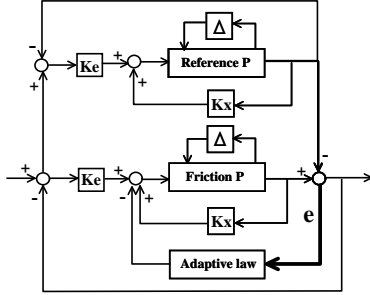 Δ
-
Ke
+
+
Reference P
+
+
Kx
Δ
-
+
Ke
+
+
Friction P
-
-
+
e
Kx
Adaptive law